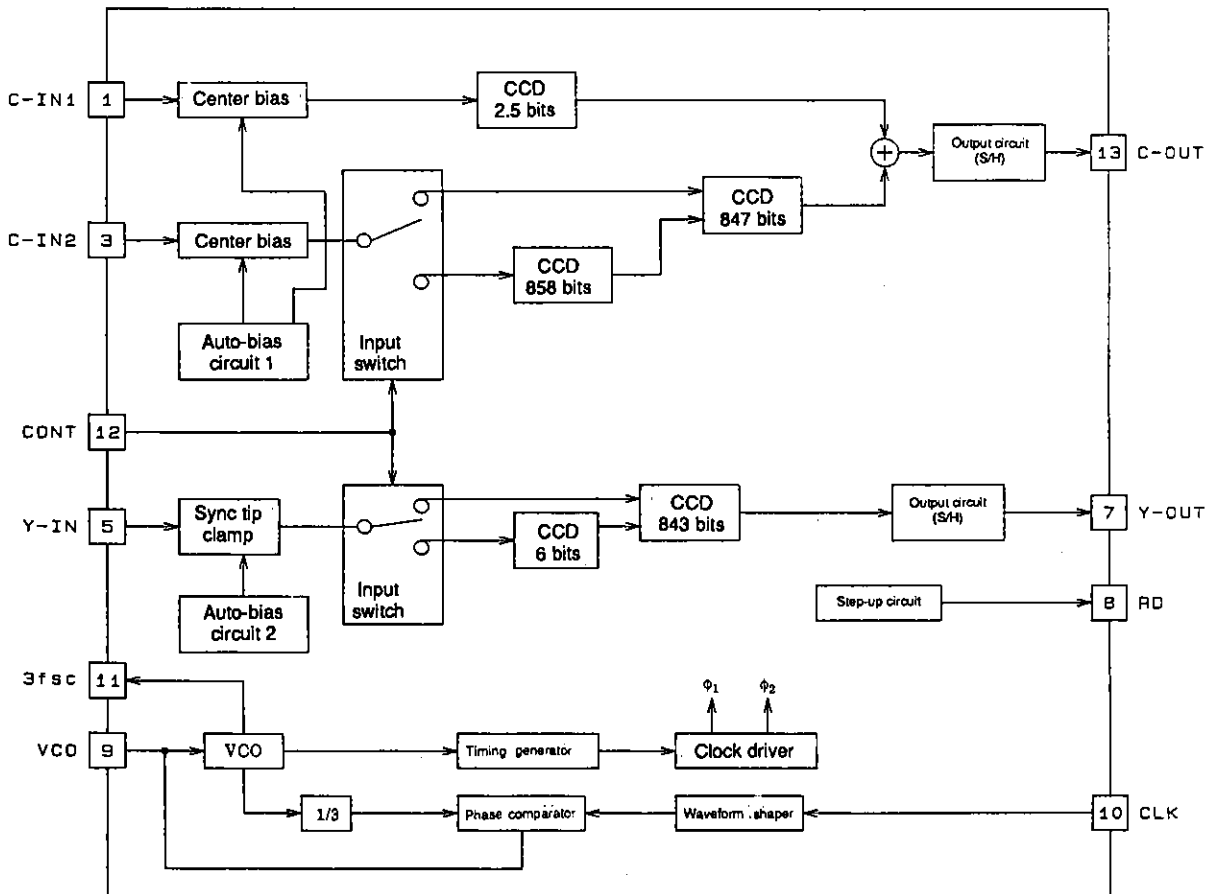 C-IN1
1
Center bias
CCD
2.5 bits
+
Output circuit
(S/H)
13
C-OUT
C-IN2
3
Center bias
CCD
847 bits
CCD
858 bits
Auto-bias
circuit 1
Input
switch
CONT
12
Y-IN
5
Sync tip
clamp
CCD
843 bits
CCD
6 bits
Output circuit
(S/H)
7
Y-OUT
Auto-bias
circuit 2
Input
switch
Step-up circuit
8
AD
3fsc
11
ϕ1
ϕ2
VCO
9
VCO
Timing generator
Clock driver
1/3
Phase comparator
Waveform shaper
10
CLK